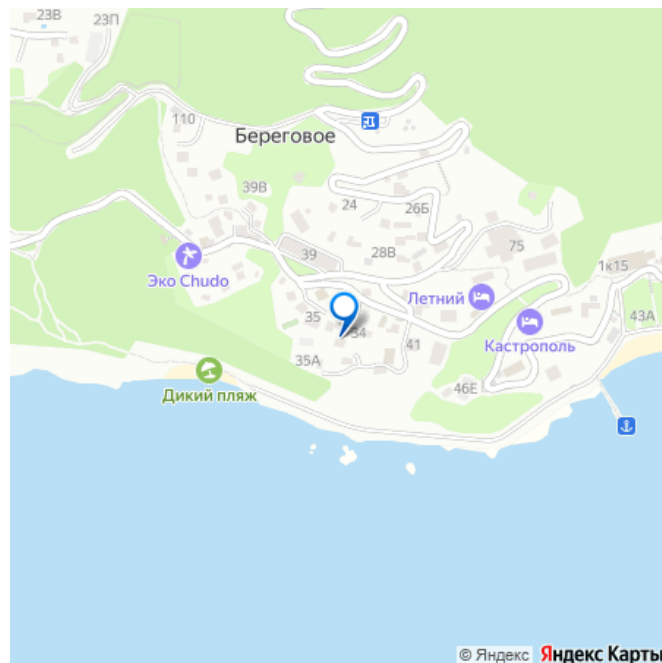 23В
23П
110
Береговое
39В
24
26Б
75
39
28В
1к15
Эко Chudo
Летний
43А
35
34
Кастрополь
41
35А
46Е
Дикий пляж
© Яндекс Яндекс Карты